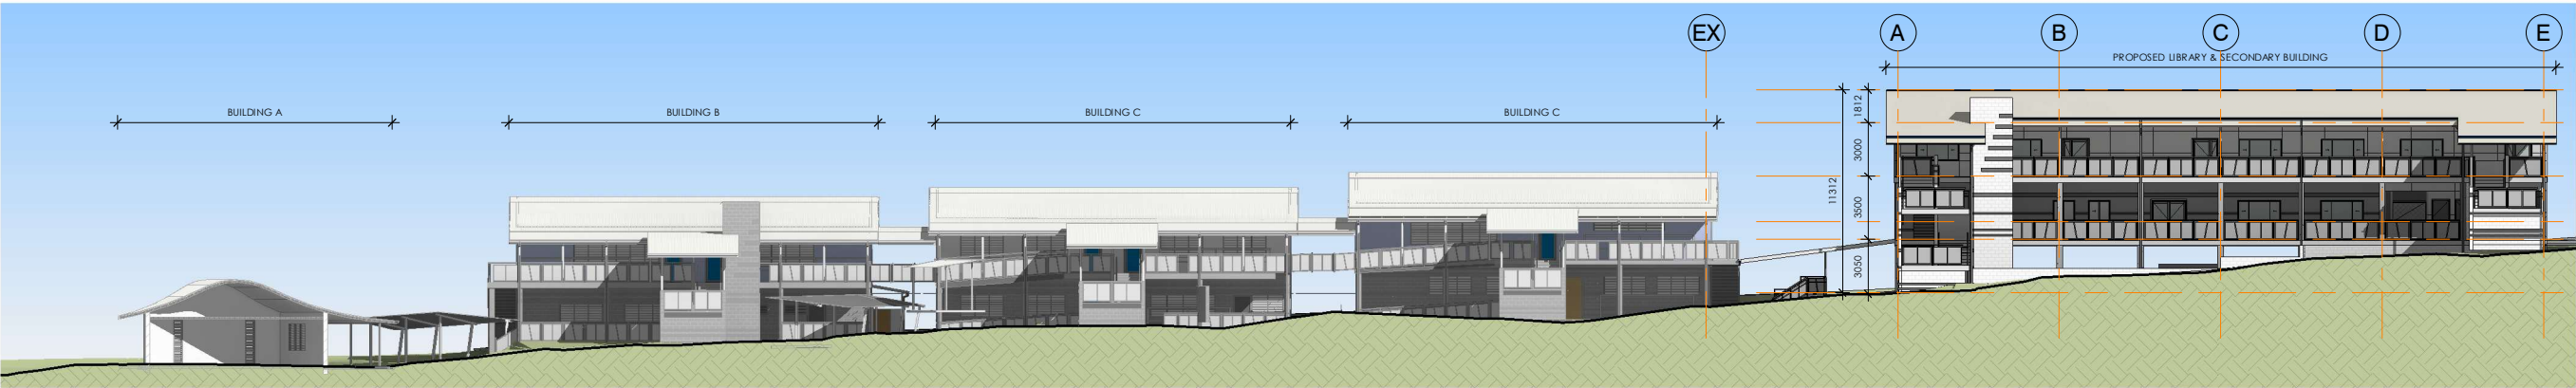 EX
A
B
C
D
E
PROPOSED LIBRARY & SECONDARY BUILDING
BUILDING A
BUILDING B
BUILDING C
BUILDING C
1812
3000
11312
3500
3050